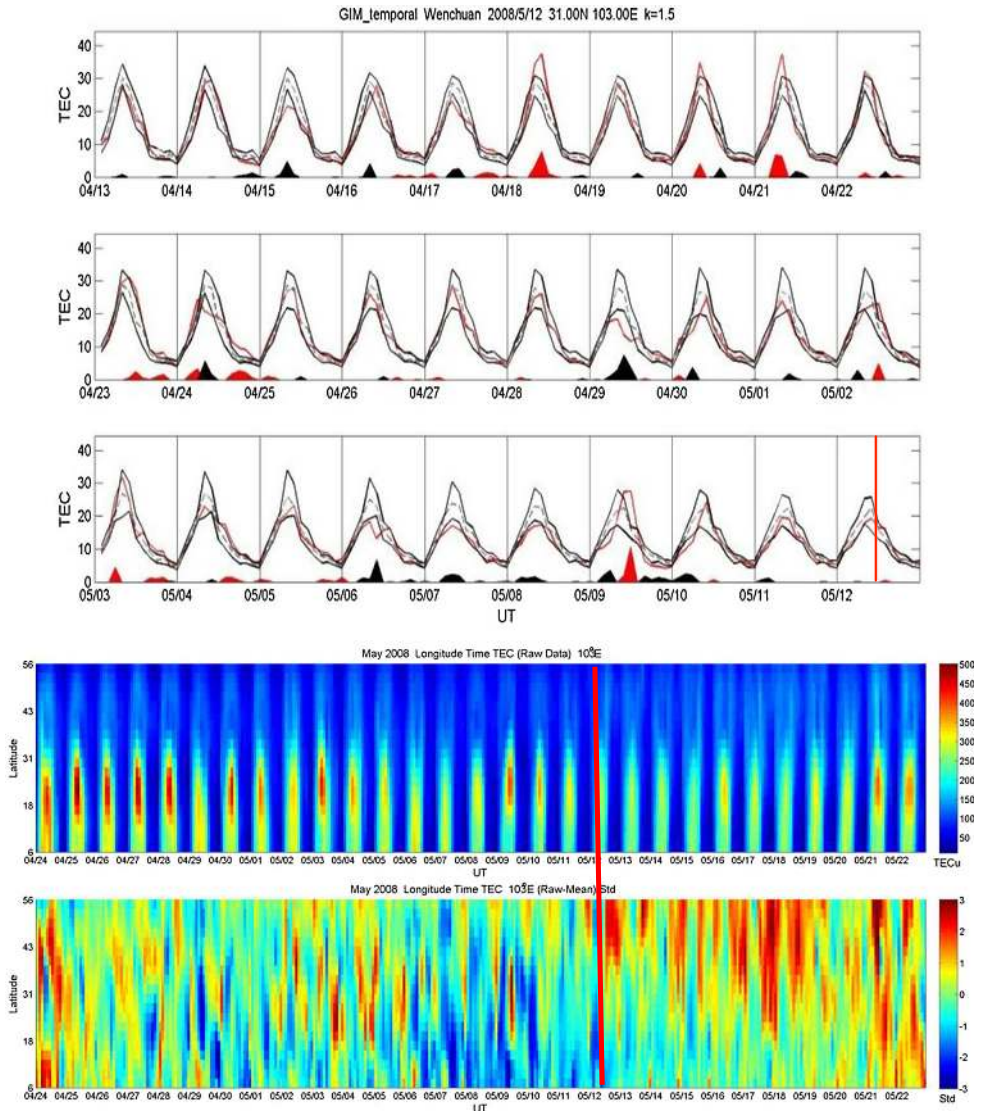 GIM_temporal Wenchuan 2008/5/12 31.00N 103.00E k=1.5
40
30
20
10
0
TEC
04/13 04/14 04/15 04/16 04/17 04/18 04/19 04/20 04/21 04/22
40
30
20
10
0
TEC
04/23 04/24 04/25 04/26 04/27 04/28 04/29 04/30 05/01 05/02
40
30
20
10
0
TEC
05/03 05/04 05/05 05/06 05/07 05/08 05/09 05/10 05/11 05/12
UT
May 2008 Longitude Time TEC (Raw Data)
56
43
31
18
6
Latitude
04/24 04/25 04/26 04/27 04/28 04/29 04/30 05/01 05/02 05/03 05/04 05/05 05/06 05/07 05/08 05/09 05/10 05/11 05/13 05/14 05/15 05/16 05/17 05/18 05/19 05/20 05/21 05/22
UT
500
450
400
350
300
250
200
150
100
50
TECu
May 2008 Longitude Time TEC (Raw-Mean) Std
56
43
31
18
6
Latitude
04/24 04/25 04/26 04/27 04/28 04/29 04/30 05/01 05/02 05/03 05/04 05/05 05/06 05/07 05/08 05/09 05/10 05/11 05/12 05/13 05/14 05/15 05/16 05/17 05/18 05/19 05/20 05/21 05/22
UT
3
2
1
0
-1
-2
-3
Std